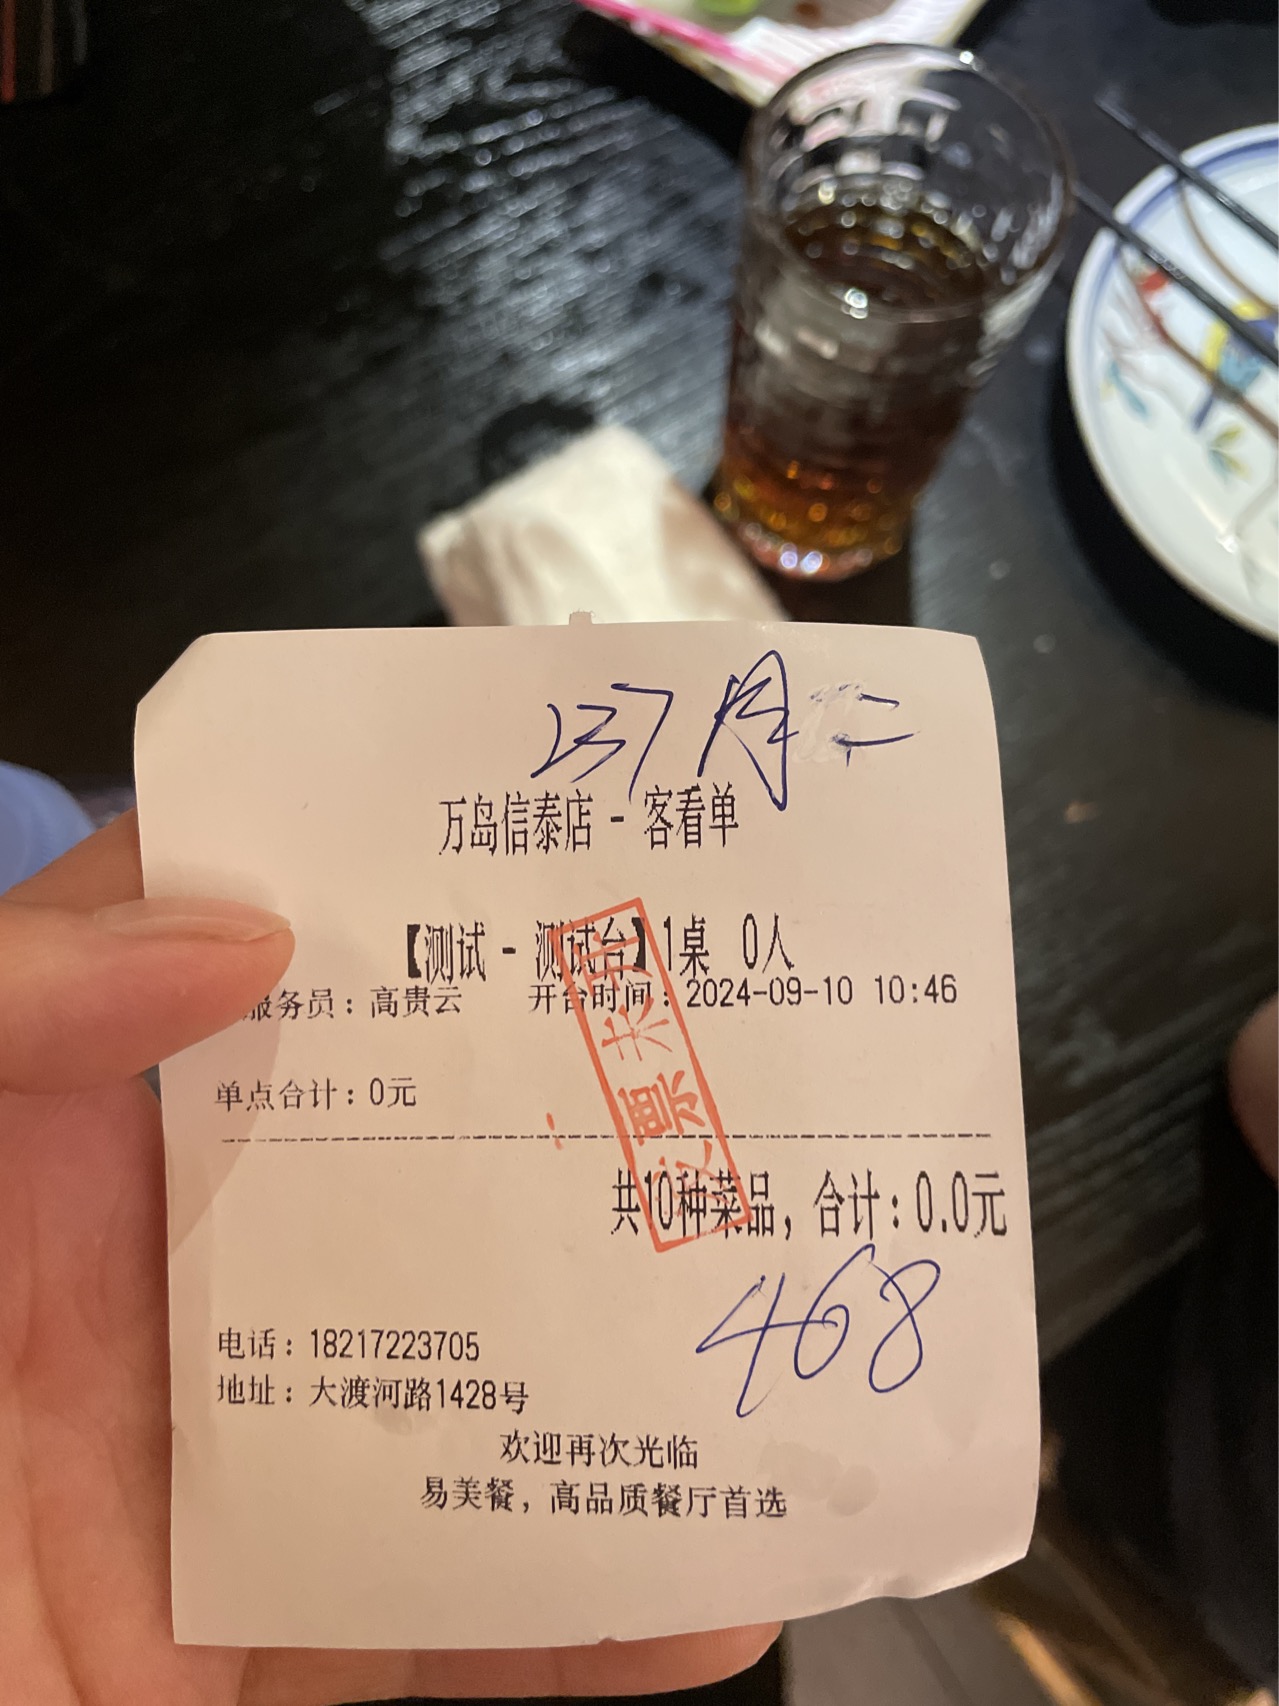 万岛信泰店 - 客看单
【测试 - 测试台】1桌 0人
服务员：高贵云 开台时间：2024-09-10 10:46
单点合计：0元
发票未开
共10种菜品，合计：0.0元
468
电话：18217223705
地址：大渡河路1428号
欢迎再次光临
易美餐，高品质餐厅首选